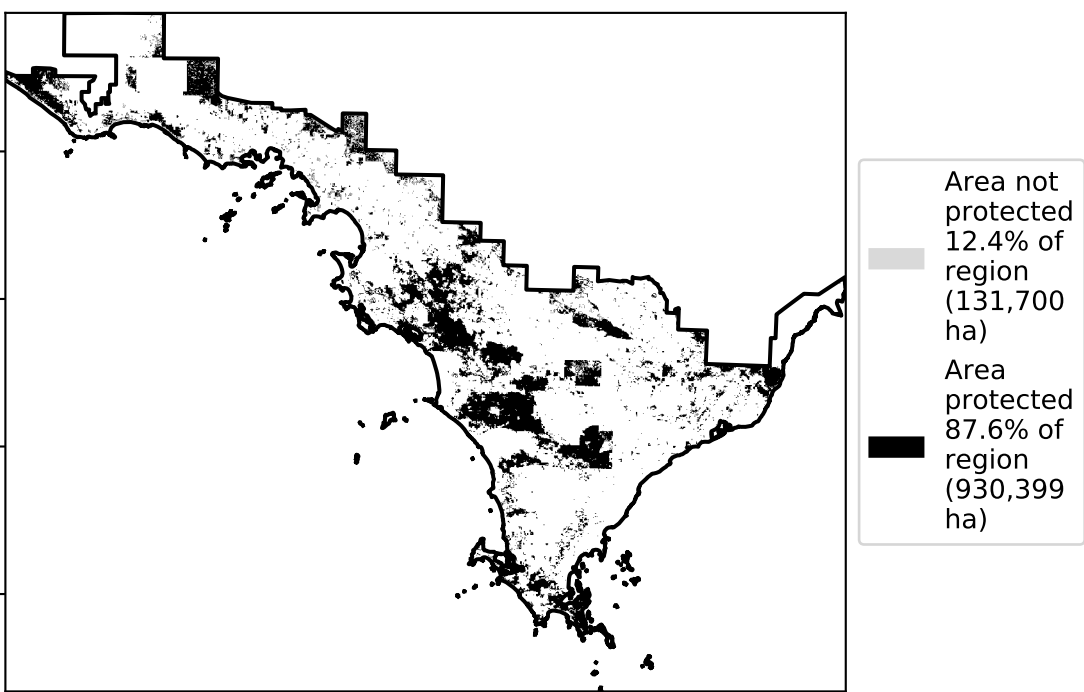 Area not
protected
12.4% of
region
(131,700
ha)
Area
protected
87.6% of
region
(930,399
ha)